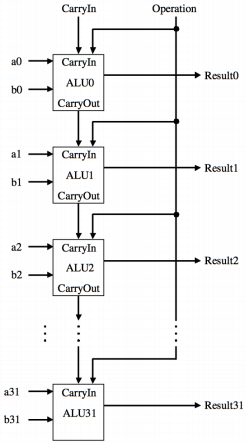 CarryIn Operation
a0 CarryIn
ALU0 Result0
b0
CarryOut
a1 CarryIn
ALU1 Result1
b1
CarryOut
a2 CarryIn
ALU2 Result2
b2
CarryOut
a31 CarryIn
ALU31 Result31
b31